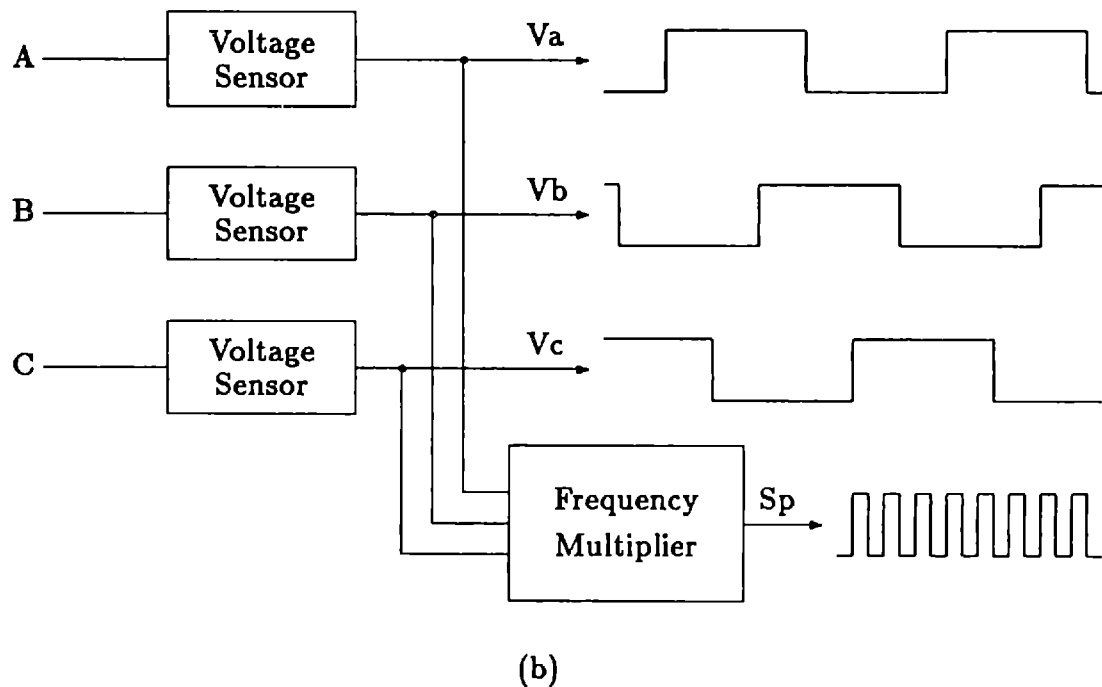 A
Voltage
Sensor
Va
B
Voltage
Sensor
Vb
C
Voltage
Sensor
Vc
Frequency
Multiplier
Sp
(b)